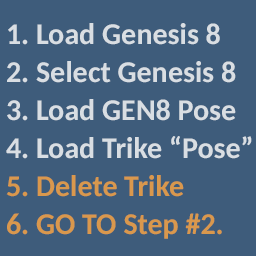 1. Load Genesis 8
2. Select Genesis 8
3. Load GEN8 Pose
4. Load Trike “Pose”
5. Delete Trike
6. GO TO Step #2.